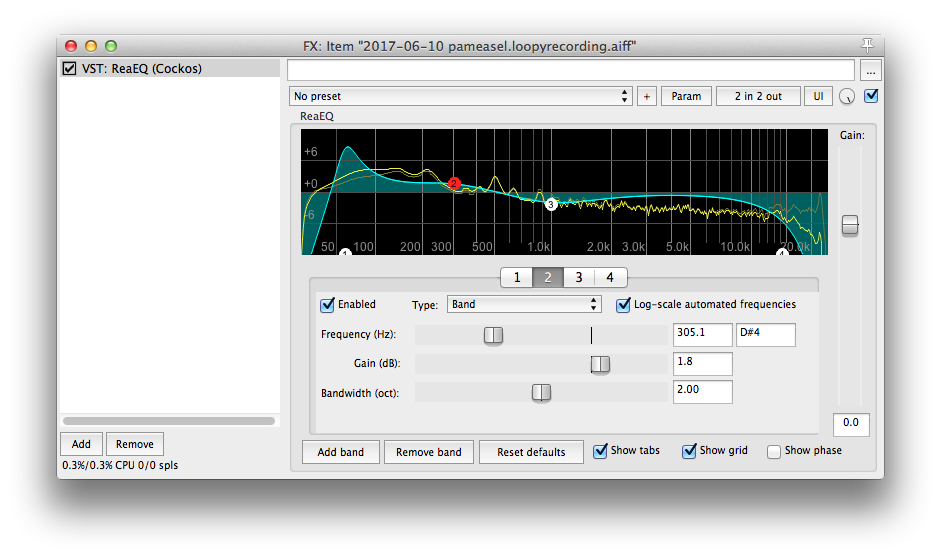 FX: Item "2017-06-10 pameasel.loopyrecording.aiff"
VST: ReaEQ (Cockos)
...
No preset
+
Param
2 in 2 out
UI
ReaEQ
Gain:
+6
+0
-6
2
3
1
4
50 100 200 300 500 1.0k 2.0k 3.0k 5.0k 10.0k 20.0k
1 2 3 4
Enabled
Type:
Band
Log-scale automated frequencies
Frequency (Hz):
305.1
D#4
Gain (dB):
1.8
Bandwidth (oct):
2.00
0.0
Add
Remove
Add band
Remove band
Reset defaults
Show tabs
Show grid
Show phase
0.3%/0.3% CPU 0/0 spls